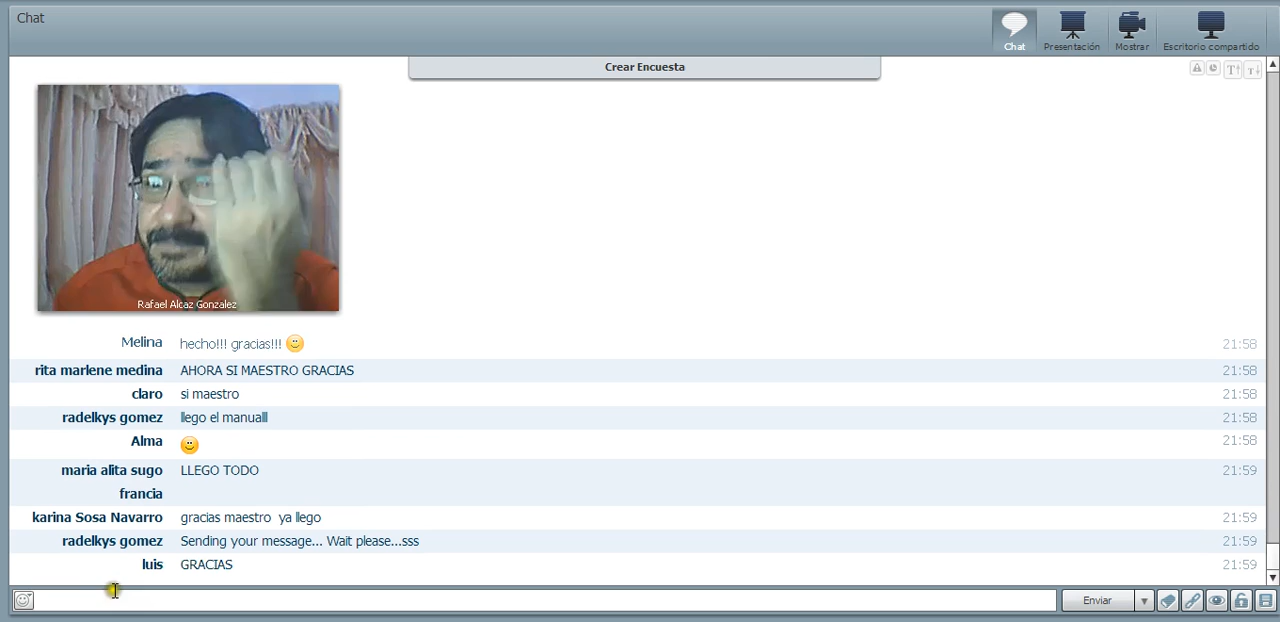 Chat
Chat Presentación Mostrar Escritorio compartido
Crear Encuesta
T T
Rafael Alcaz Gonzalez
Melina hecho!!! gracias!!! 21:58
rita marlene medina AHORA SI MAESTRO GRACIAS 21:58
claro si maestro 21:58
radelkys gomez llego el manualll 21:58
Alma 21:58
maria alita sugo LLEGO TODO 21:59
francia
karina Sosa Navarro gracias maestro ya llego 21:59
radelkys gomez Sending your message... Wait please...sss 21:59
luis GRACIAS 21:59
Enviar